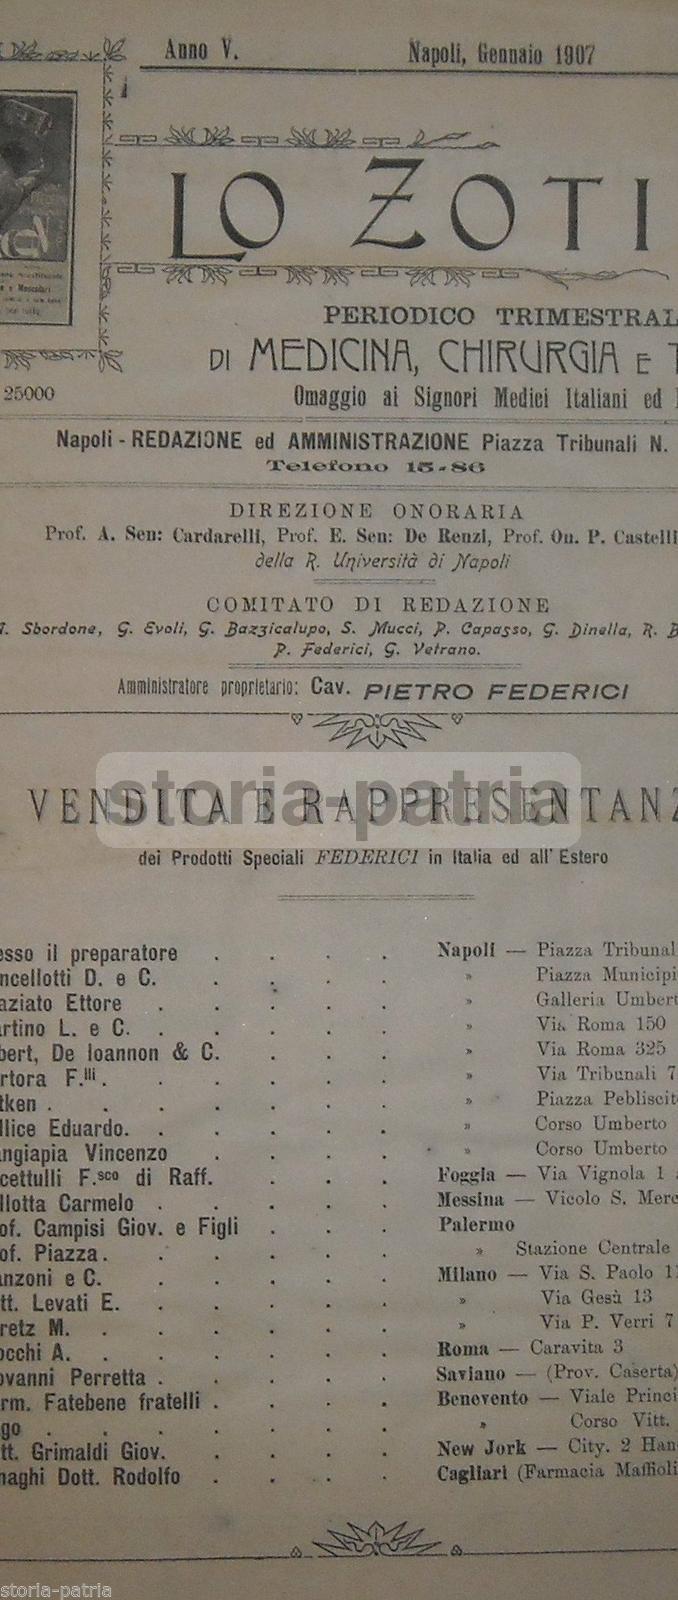 Anno V. Napoli, Gennaio 1907
LO ZOTI
PERIODICO TRIMESTRAL
DI MEDICINA, CHIRURGIA E T
25000
Omaggio ai Signori Medici Italiani ed
Napoli - REDAZIONE ed AMMINISTRAZIONE Piazza Tribunali N.
Telefono 15-86
DIREZIONE ONORARIA
Prof. A. Sen: Cardarelli, Prof. E. Sen: De Renzi, Prof. On. P. Castelli
della R. Università di Napoli
COMITATO DI REDAZIONE
Sbordone, G. Evoli, G. Bazzicalupo, S. Mucci, P. Capasso, G. Dinella, R. B
P. Federici, G. Vetrano.
Amministratore proprietario: Cav. PIETRO FEDERICI
storia-patria
VENDITA E RAPPRESENTANZ
dei Prodotti Speciali FEDERICI in Italia ed all' Estero
esso il preparatore . . . . Napoli — Piazza Tribunal
ncellotti D. e C. . . . . » Piazza Municipi
aziato Ettore . . . . . » Galleria Umbert
artino L. e C. . . . . . » Via Roma 150
bert, De Ioannon & C. . . . » Via Roma 325
rtora F.lli . . . . . » Via Tribunali 7
tken . . . . . . » Piazza Pebliscit
llice Eduardo. . . . . » Corso Umberto
angiapia Vincenzo . . . . » Corso Umberto
cettulli F.sco di Raff. . . . . Foggia — Via Vignola 1
llotta Carmelo . . . . . Messina — Vicolo S. Merc
of. Campisi Giov. e Figli . . . Palermo
of. Piazza . . . . . » Stazione Centrale
anzoni e C. . . . . . Milano — Via S. Paolo 11
tt. Levati E. . . . . . » Via Gesù 13
retz M. . . . . . » Via P. Verri 7
occhi A. . . . . . Roma — Caravita 3
ovanni Perretta . . . . . Saviano — (Prov. Caserta)
rm. Fatebene fratelli . . . . Benevento — Viale Princi
go . . . . . . » Corso Vitt.
tt. Grimaldi Giov. . . . . New Jork — City. 2 Han
naghi Dott. Rodolfo . . . . Cagliari (Farmacia Maffioli
storia-patria